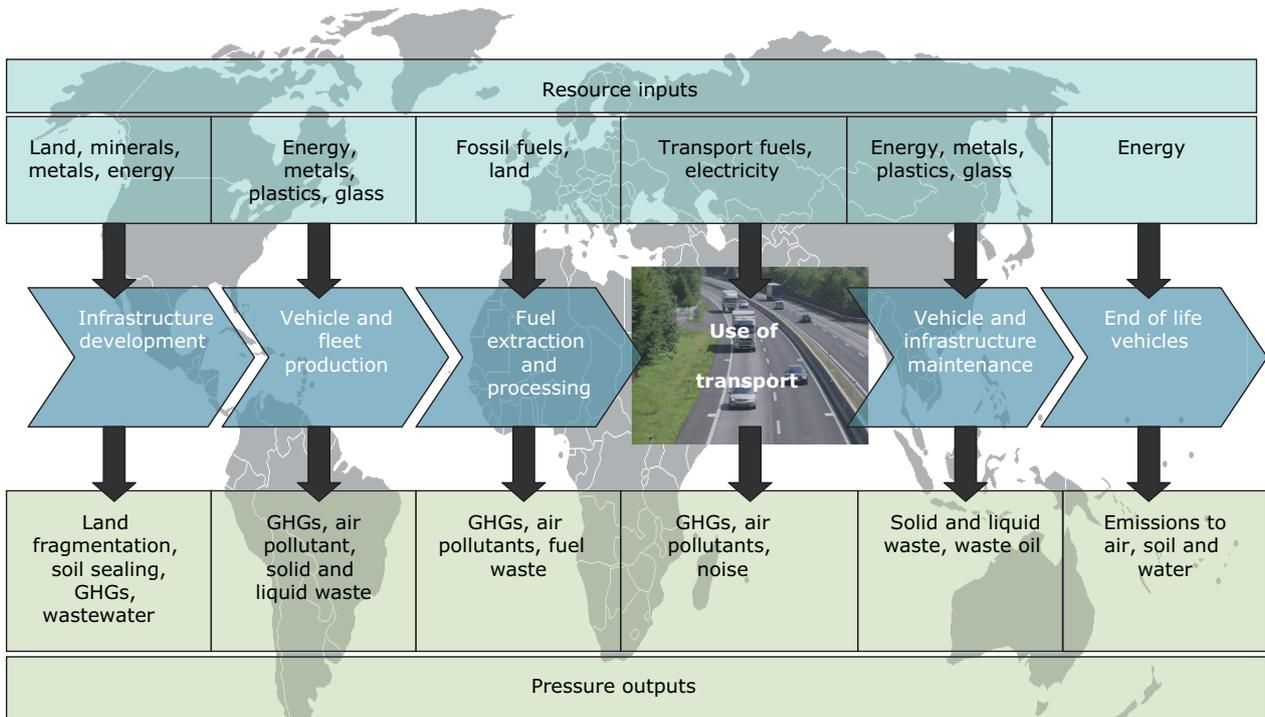 Resource inputs
Land, minerals,
metals, energy
Energy,
metals,
plastics, glass
Fossil fuels,
land
Transport fuels,
electricity
Energy, metals,
plastics, glass
Energy
Infrastructure
development
Vehicle and
fleet
production
Fuel
extraction
and
processing
Use of
transport
Vehicle and
infrastructure
maintenance
End of life
vehicles
Land
fragmentation,
soil sealing,
GHGs,
wastewater
GHGs, air
pollutant,
solid and
liquid waste
GHGs, air
pollutants, fuel
waste
GHGs, air
pollutants,
noise
Solid and liquid
waste, waste oil
Emissions to
air, soil and
water
Pressure outputs